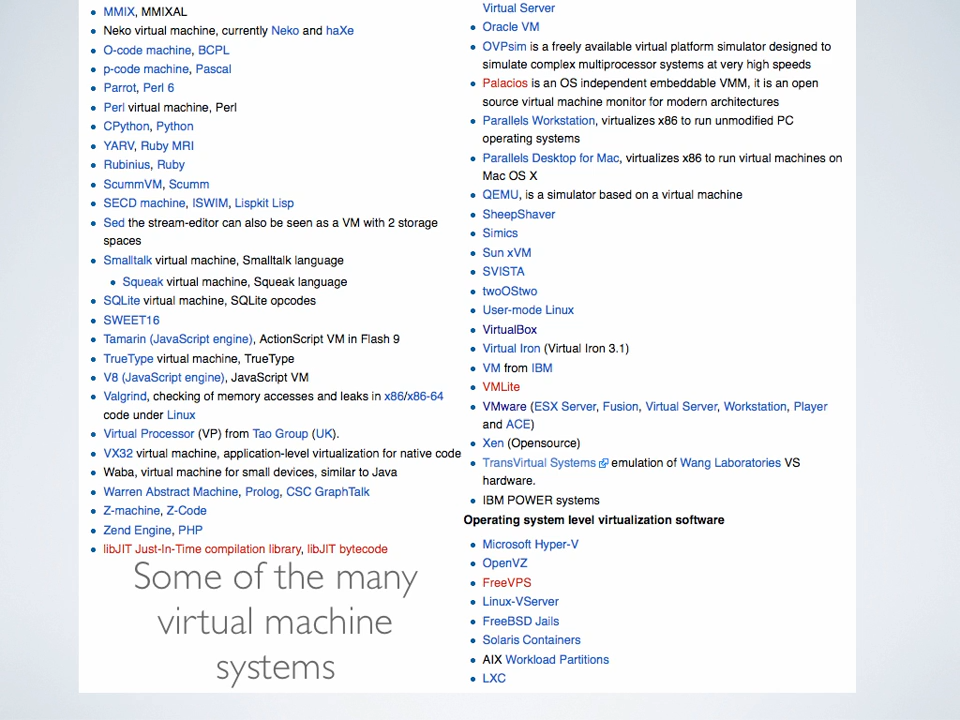 MMIX, MMIXAL
Neko virtual machine, currently Neko and haXe
O-code machine, BCPL
p-code machine, Pascal
Parrot, Perl 6
Perl virtual machine, Perl
CPython, Python
YARV, Ruby MRI
Rubinius, Ruby
ScummVM, Scumm
SECD machine, ISWIM, Lispkit Lisp
Sed the stream-editor can also be seen as a VM with 2 storage
spaces
Smalltalk virtual machine, Smalltalk language
Squeak virtual machine, Squeak language
SQLite virtual machine, SQLite opcodes
SWEET16
Tamarin (JavaScript engine), ActionScript VM in Flash 9
TrueType virtual machine, TrueType
V8 (JavaScript engine), JavaScript VM
Valgrind, checking of memory accesses and leaks in x86/x86-64
code under Linux
Virtual Processor (VP) from Tao Group (UK).
VX32 virtual machine, application-level virtualization for native code
Waba, virtual machine for small devices, similar to Java
Warren Abstract Machine, Prolog, CSC GraphTalk
Z-machine, Z-Code
Zend Engine, PHP
libJIT Just-In-Time compilation library, libJIT bytecode
Some of the many
virtual machine
systems
Virtual Server
Oracle VM
OVPsim is a freely available virtual platform simulator designed to
simulate complex multiprocessor systems at very high speeds
Palacios is an OS independent embeddable VMM, it is an open
source virtual machine monitor for modern architectures
Parallels Workstation, virtualizes x86 to run unmodified PC
operating systems
Parallels Desktop for Mac, virtualizes x86 to run virtual machines on
Mac OS X
QEMU, is a simulator based on a virtual machine
SheepShaver
Simics
Sun xVM
SVISTA
twoOStwo
User-mode Linux
VirtualBox
Virtual Iron (Virtual Iron 3.1)
VM from IBM
VMLite
VMware (ESX Server, Fusion, Virtual Server, Workstation, Player
and ACE)
Xen (Opensource)
TransVirtual Systems emulation of Wang Laboratories VS
hardware.
IBM POWER systems
Operating system level virtualization software
Microsoft Hyper-V
OpenVZ
FreeVPS
Linux-VServer
FreeBSD Jails
Solaris Containers
AIX Workload Partitions
LXC